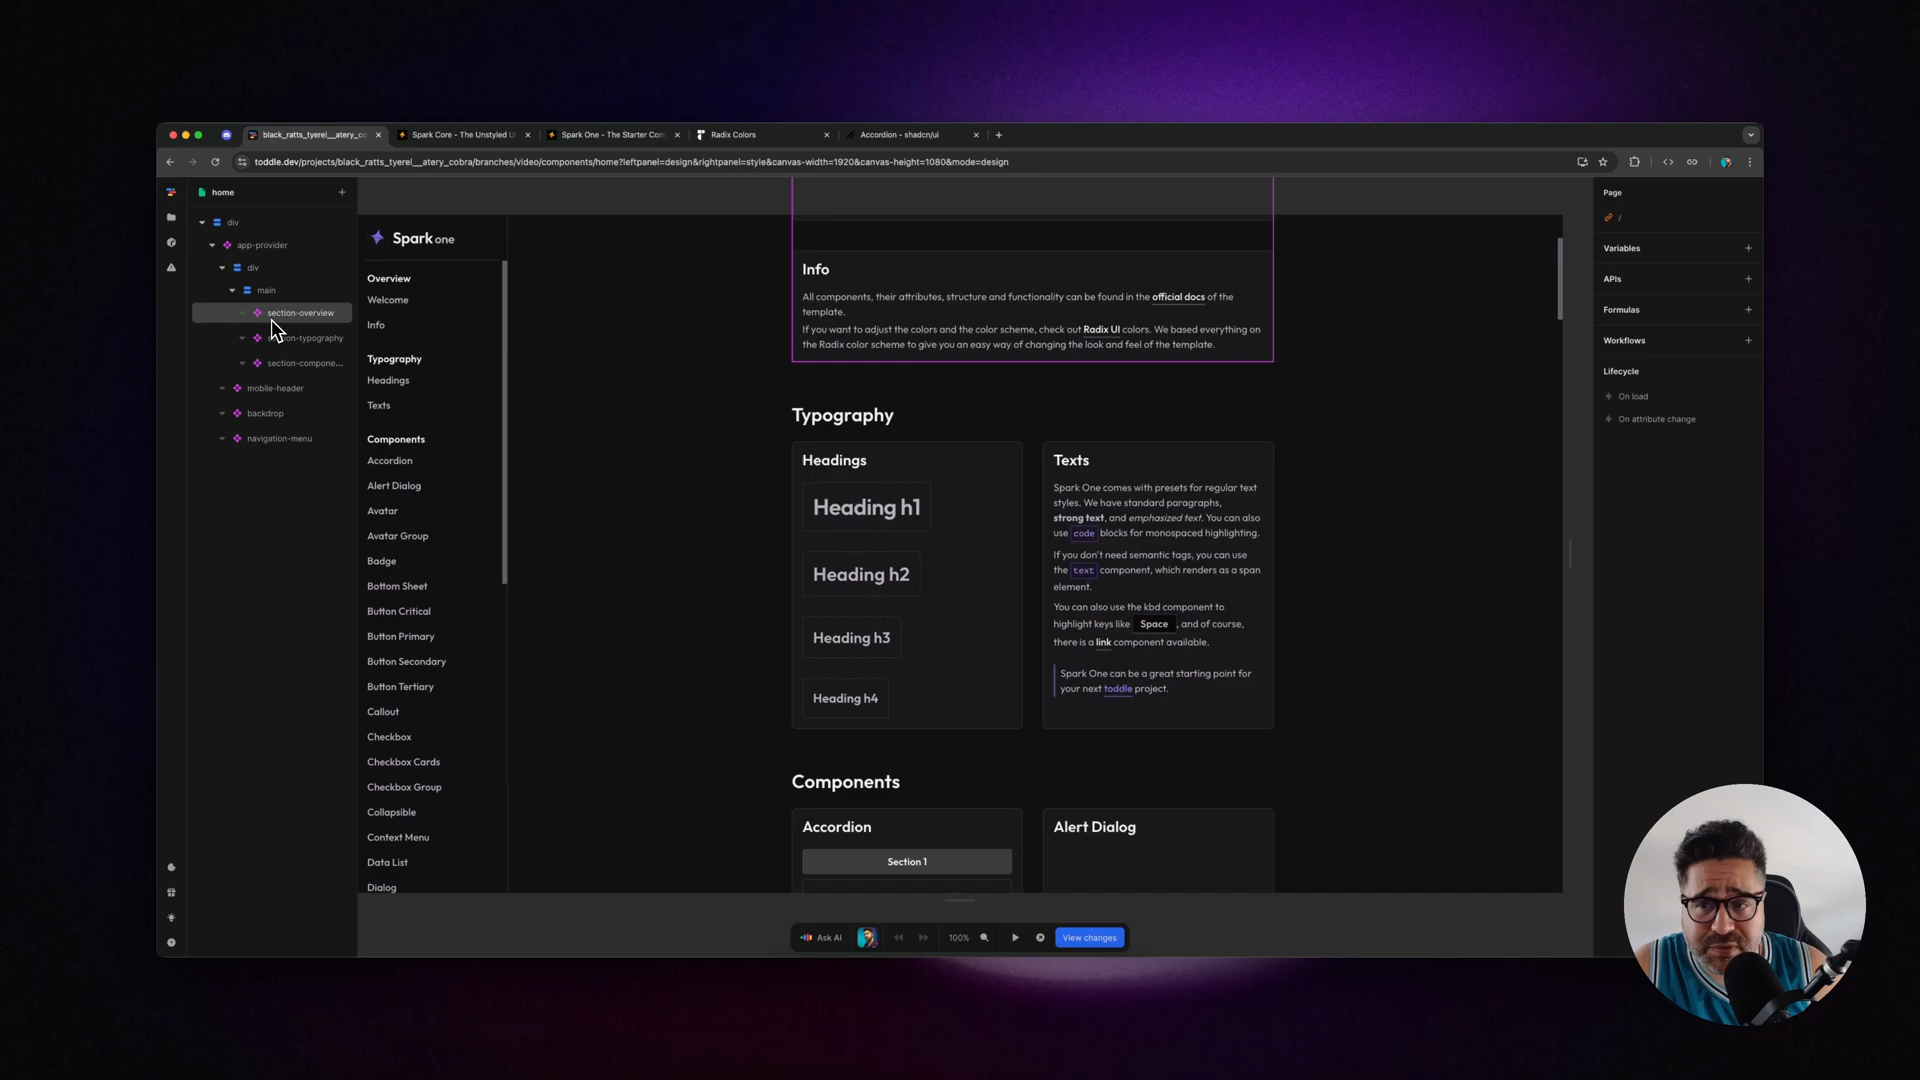 black_ratts_tyerel__atery_co
Spark Core - The Unstyled U
Spark One - The Starter Com
Radix Colors
Accordion - shadcn/ui
toddle.dev/projects/black_ratts_tyerel__atery_cobra/branches/video/components/home?leftpanel=design&rightpanel=style&canvas-width=1920&canvas-height=1080&mode=design
home
div
app-provider
div
main
section-overview
section-typography
section-compone...
mobile-header
backdrop
navigation-menu
Spark one
Overview
Welcome
Info
Typography
Headings
Texts
Components
Accordion
Alert Dialog
Avatar
Avatar Group
Badge
Bottom Sheet
Button Critical
Button Primary
Button Secondary
Button Tertiary
Callout
Checkbox
Checkbox Cards
Checkbox Group
Collapsible
Context Menu
Data List
Dialog
Info
All components, their attributes, structure and functionality can be found in the official docs of the
template.
If you want to adjust the colors and the color scheme, check out Radix UI colors. We based everything
on the Radix color scheme to give you an easy way of changing the look and feel of the template.
Typography
Headings
Heading h1
Heading h2
Heading h3
Heading h4
Texts
Spark One comes with presets for regular text
styles. We have standard paragraphs,
strong text, and emphasized text. You can also
use code blocks for monospaced highlighting.
If you don't need semantic tags, you can use
the text component, which renders as a span
element.
You can also use the kbd component to
highlight keys like Space , and of course,
there is a link component available.
Spark One can be a great starting point for
your next toddle project.
Components
Accordion
Section 1
Alert Dialog
Ask AI
100%
View changes
Page
/
Variables
APIs
Formulas
Workflows
Lifecycle
On load
On attribute change